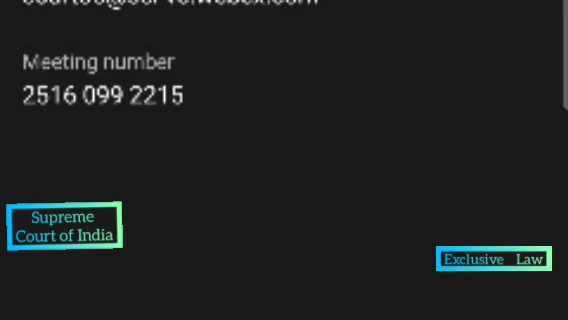 Meeting number
2516 099 2215
Supreme
Court of India
Exclusive Law